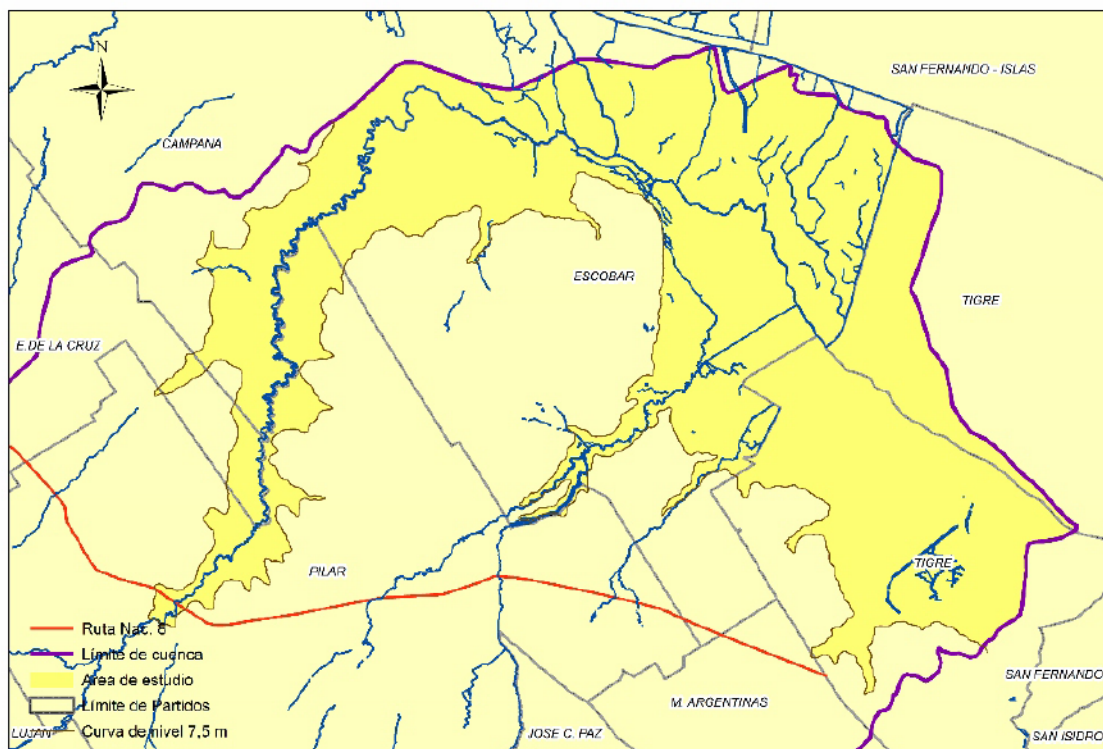 N
SAN FERNANDO - ISLAS
CAMPANA
ESCOBAR
TIGRE
E.DE LA CRUZ
TIGRE
PILAR
Ruta Nac. 8
Límite de cuenca
Area de estudio
Límite de Partidos
Curva de nivel 7,5 m
SAN FERNANDO
M. ARGENTINAS
LUJAN
JOSE C. PAZ
SAN ISIDRO